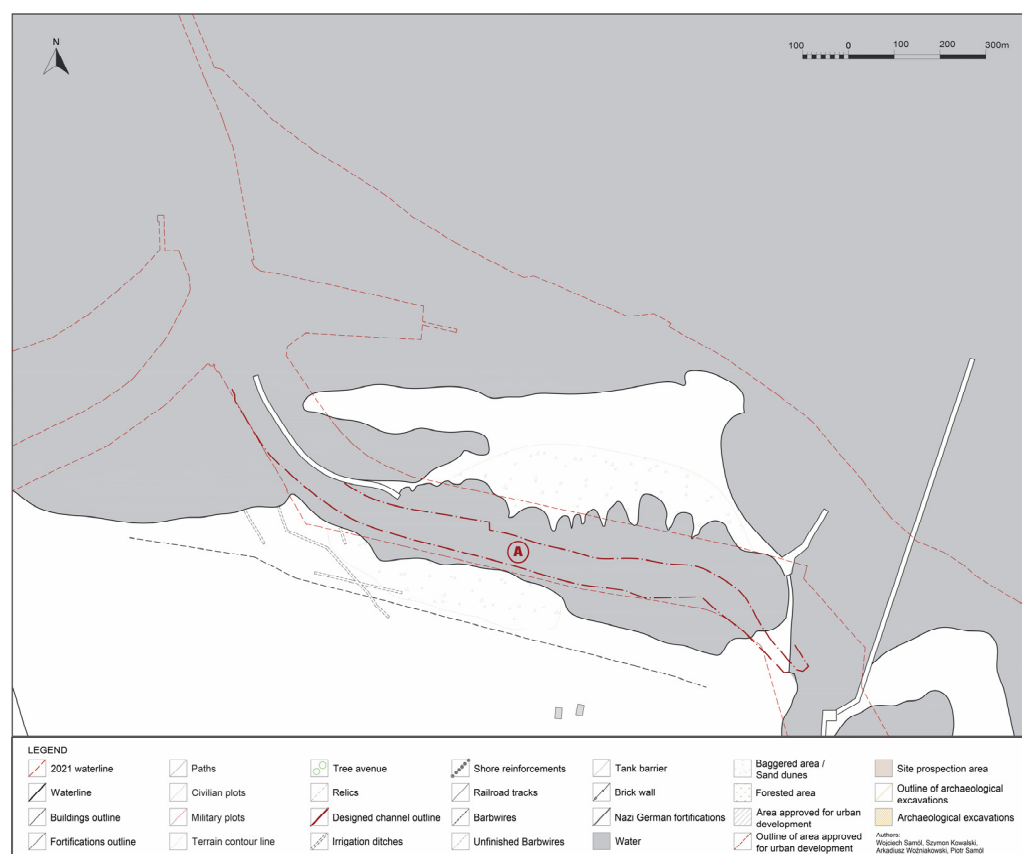 N
100 0 100 200 300m
A
LEGEND
2021 waterline
Waterline
Buildings outline
Fortifications outline
Paths
Civilian plots
Military plots
Terrain contour line
Tree avenue
Relics
Designed channel outline
Irrigation ditches
Shore reinforcements
Railroad tracks
Barbwires
Unfinished Barbwires
Tank barrier
Brick wall
Nazi German fortifications
Water
Baggered area /
Sand dunes
Forested area
Area approved for urban
development
Outline of area approved
for urban development
Site prospection area
Outline of archaeological
excavations
Archaeological excavations
Authors:
Wojciech Samól, Szymon Kowalski,
Arkadiusz Woźniakowski, Piotr Samól